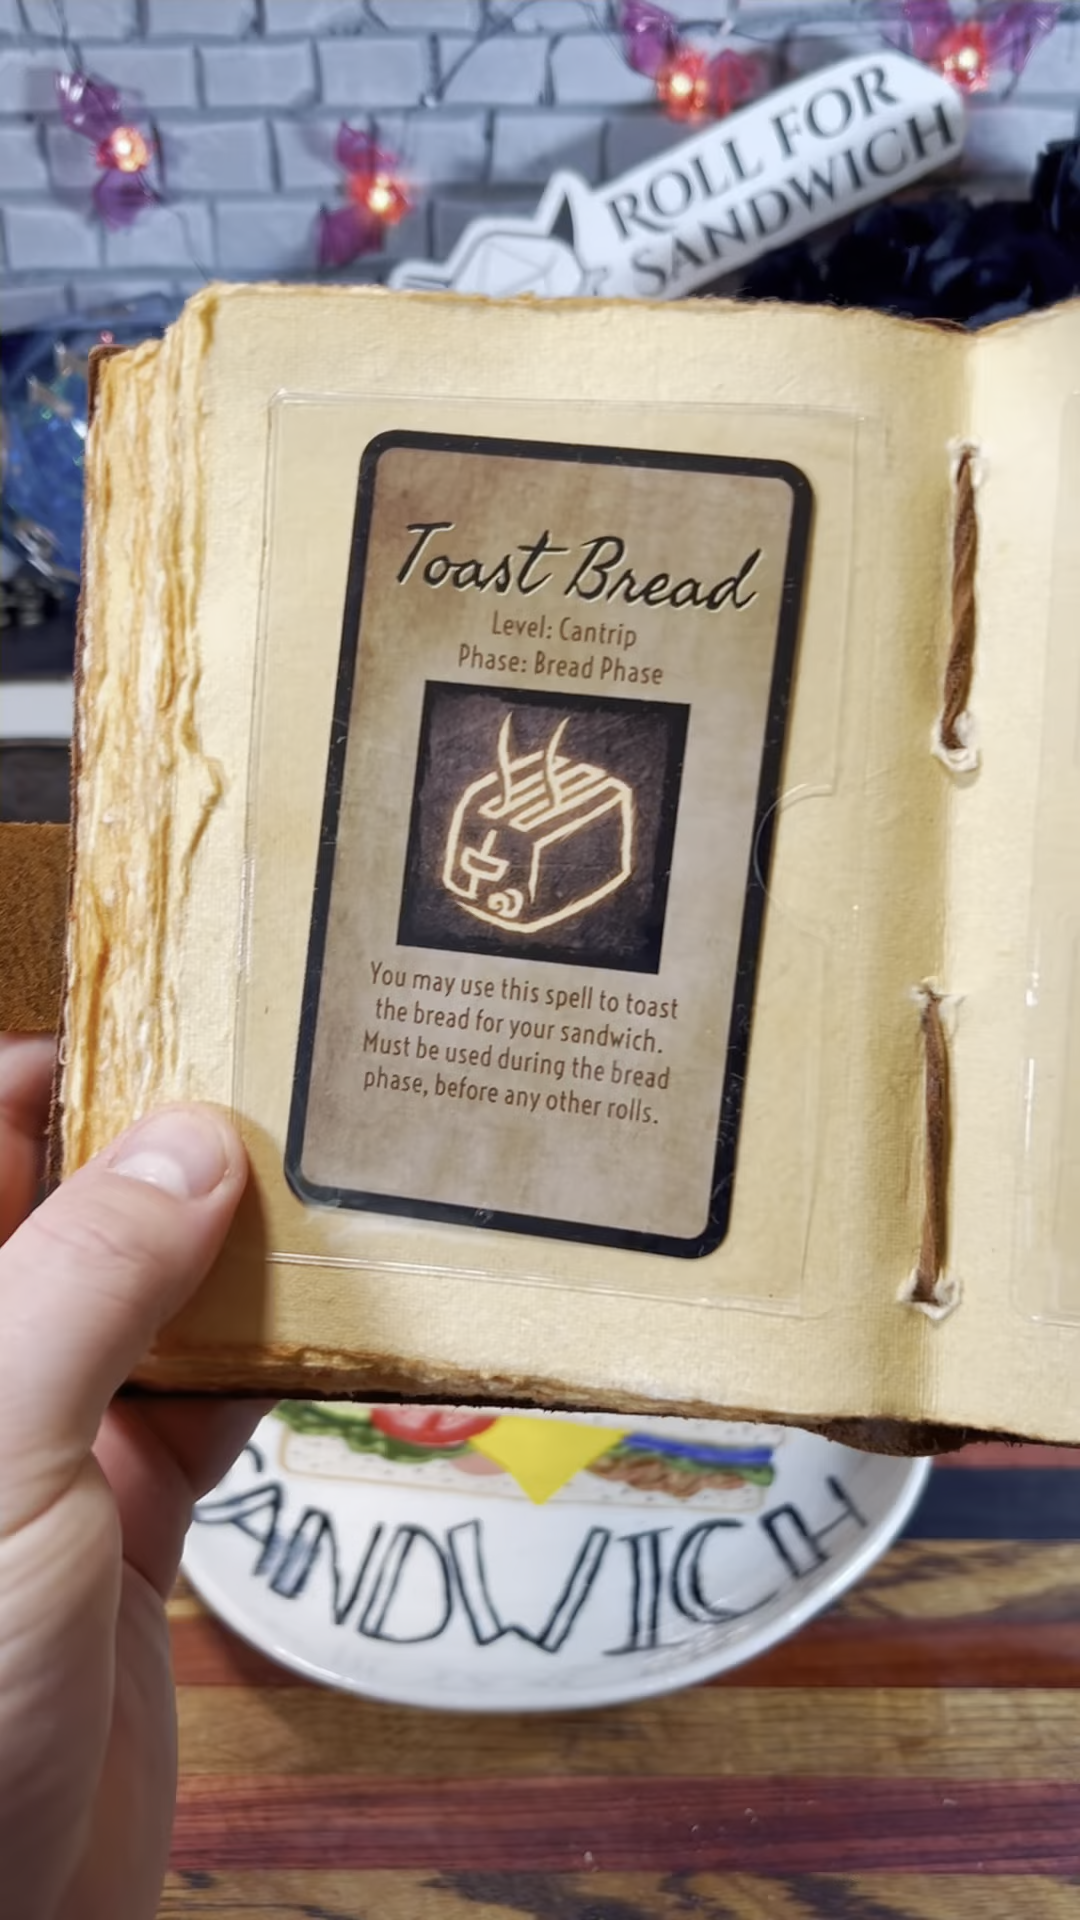 ROLL FOR
SANDWICH
Toast Bread
Level: Cantrip
Phase: Bread Phase
You may use this spell to toast
the bread for your sandwich.
Must be used during the bread
phase, before any other rolls.
SANDWICH